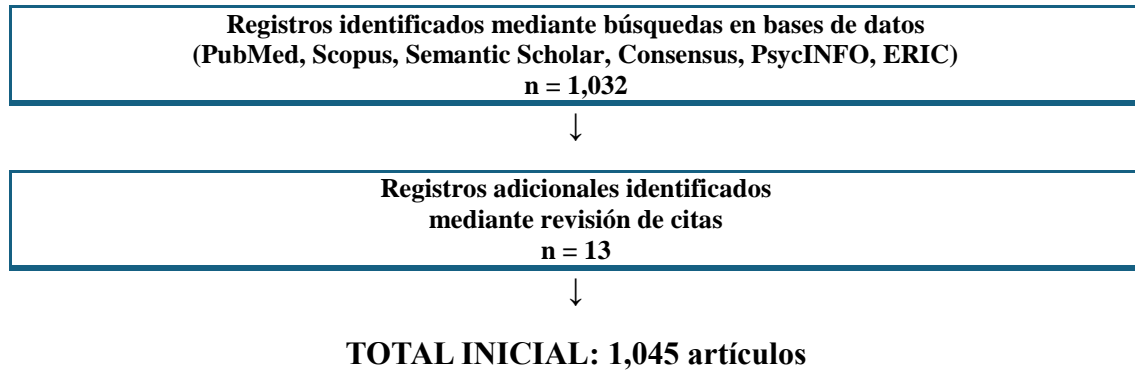 Registros identificados mediante búsquedas en bases de datos
(PubMed, Scopus, Semantic Scholar, Consensus, PsycINFO, ERIC)
n = 1,032
↓
Registros adicionales identificados
mediante revisión de citas
n = 13
↓
TOTAL INICIAL: 1,045 artículos